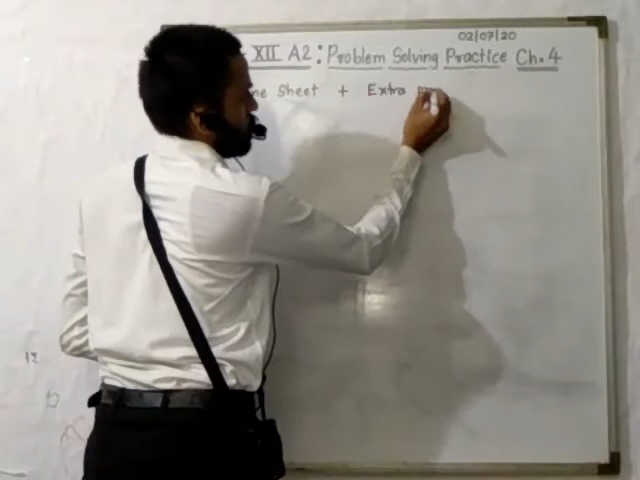 02/07/20
XII A2 : Problem Solving Practice Ch. 4
Sheet + Extra